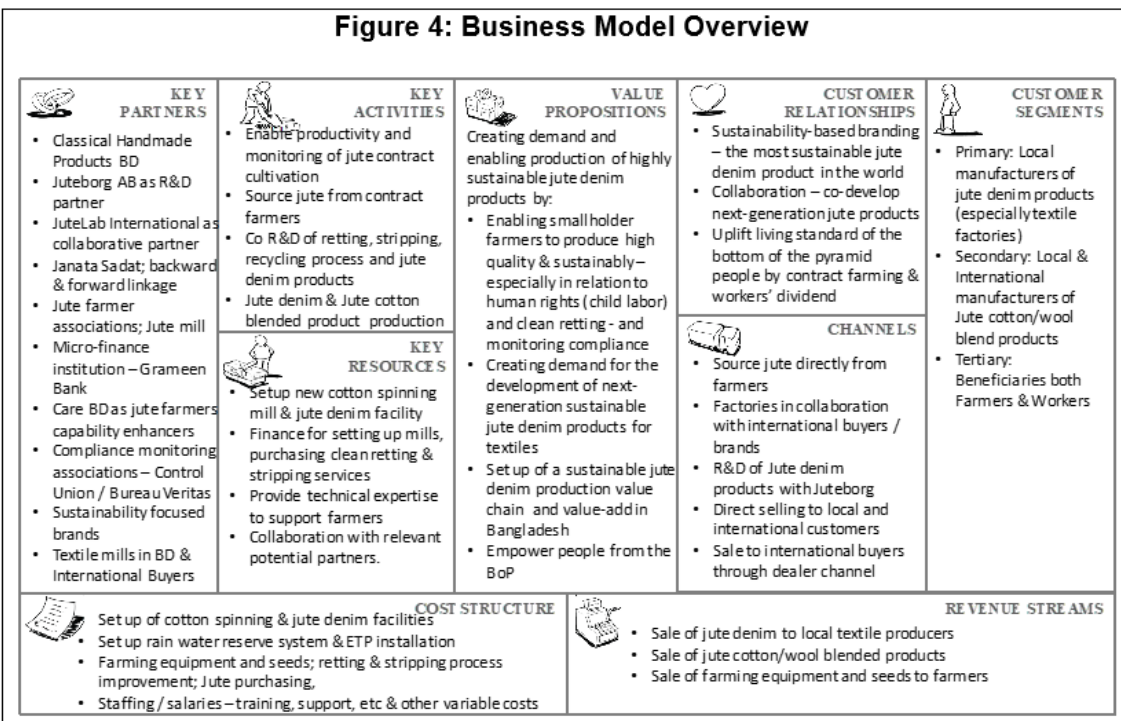 Figure 4: Business Model Overview
KEY
PARTNERS
• Classical Handmade
Products BD
• Juteborg AB as R&D
partner
• JuteLab International as
collaborative partner
• Janata Sadat; backward
& forward linkage
• Jute farmer
associations; Jute mill
• Micro-finance
institution – Grameen
Bank
• Care BD as jute farmers
capability enhancers
• Compliance monitoring
associations – Control
Union / Bureau Veritas
• Sustainability focused
brands
• Textile mills in BD &
International Buyers
KEY
ACTIVITIES
• Enable productivity and
monitoring of jute contract
cultivation
• Source jute from contract
farmers
• Co R&D of retting, stripping,
recycling process and jute
denim products
• Jute denim & Jute cotton
blended product production
KEY
RESOURCES
• Setup new cotton spinning
mill & jute denim facility
• Finance for setting up mills,
purchasing clean retting &
stripping services
• Provide technical expertise
to support farmers
• Collaboration with relevant
potential partners.
VALUE
PROPOSITIONS
Creating demand and
enabling production of highly
sustainable jute denim
products by:
• Enabling smallholder
farmers to produce high
quality & sustainably –
especially in relation to
human rights (child labor)
and clean retting - and
monitoring compliance
• Creating demand for the
development of next-
generation sustainable
jute denim products for
textiles
• Set up of a sustainable jute
denim production value
chain and value-add in
Bangladesh
• Empower people from the
BoP
CUSTOMER
RELATIONSHIPS
• Sustainability-based branding
– the most sustainable jute
denim product in the world
• Collaboration – co-develop
next-generation jute products
• Uplift living standard of the
bottom of the pyramid
people by contract farming &
workers' dividend
CHANNELS
• Source jute directly from
farmers
• Factories in collaboration
with international buyers /
brands
• R&D of Jute denim
products with Juteborg
• Direct selling to local and
international customers
• Sale to international buyers
through dealer channel
CUSTOMER
SEGMENTS
• Primary: Local
manufacturers of
jute denim products
(especially textile
factories)
• Secondary: Local &
International
manufacturers of
Jute cotton/wool
blend products
• Tertiary:
Beneficiaries both
Farmers & Workers
COST STRUCTURE
Set up of cotton spinning & jute denim facilities
• Set up rain water reserve system & ETP installation
• Farming equipment and seeds; retting & stripping process
improvement; Jute purchasing,
• Staffing / salaries – training, support, etc & other variable costs
REVENUE STREAMS
• Sale of jute denim to local textile producers
• Sale of jute cotton/wool blended products
• Sale of farming equipment and seeds to farmers